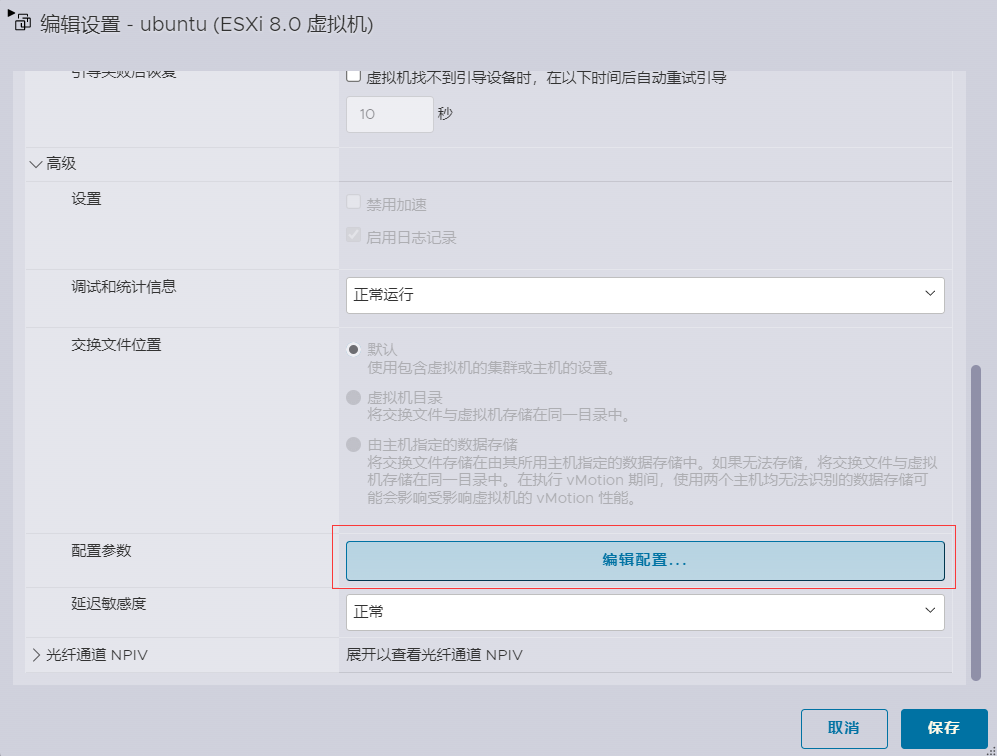 编辑设置 - ubuntu (ESXi 8.0 虚拟机)
引导失败后恢复
虚拟机找不到引导设备时，在以下时间后自动重试引导
10 秒
高级
设置
禁用加速
启用日志记录
调试和统计信息
正常运行
交换文件位置
默认
使用包含虚拟机的集群或主机的设置。
虚拟机目录
将交换文件与虚拟机存储在同一目录中。
由主机指定的数据存储
将交换文件存储在由其所用主机指定的数据存储中。如果无法存储，将交换文件与虚拟
机存储在同一目录中。在执行 vMotion 期间，使用两个主机均无法识别的数据存储可
能会影响受影响虚拟机的 vMotion 性能。
配置参数
编辑配置...
延迟敏感度
正常
光纤通道 NPIV
展开以查看光纤通道 NPIV
取消
保存